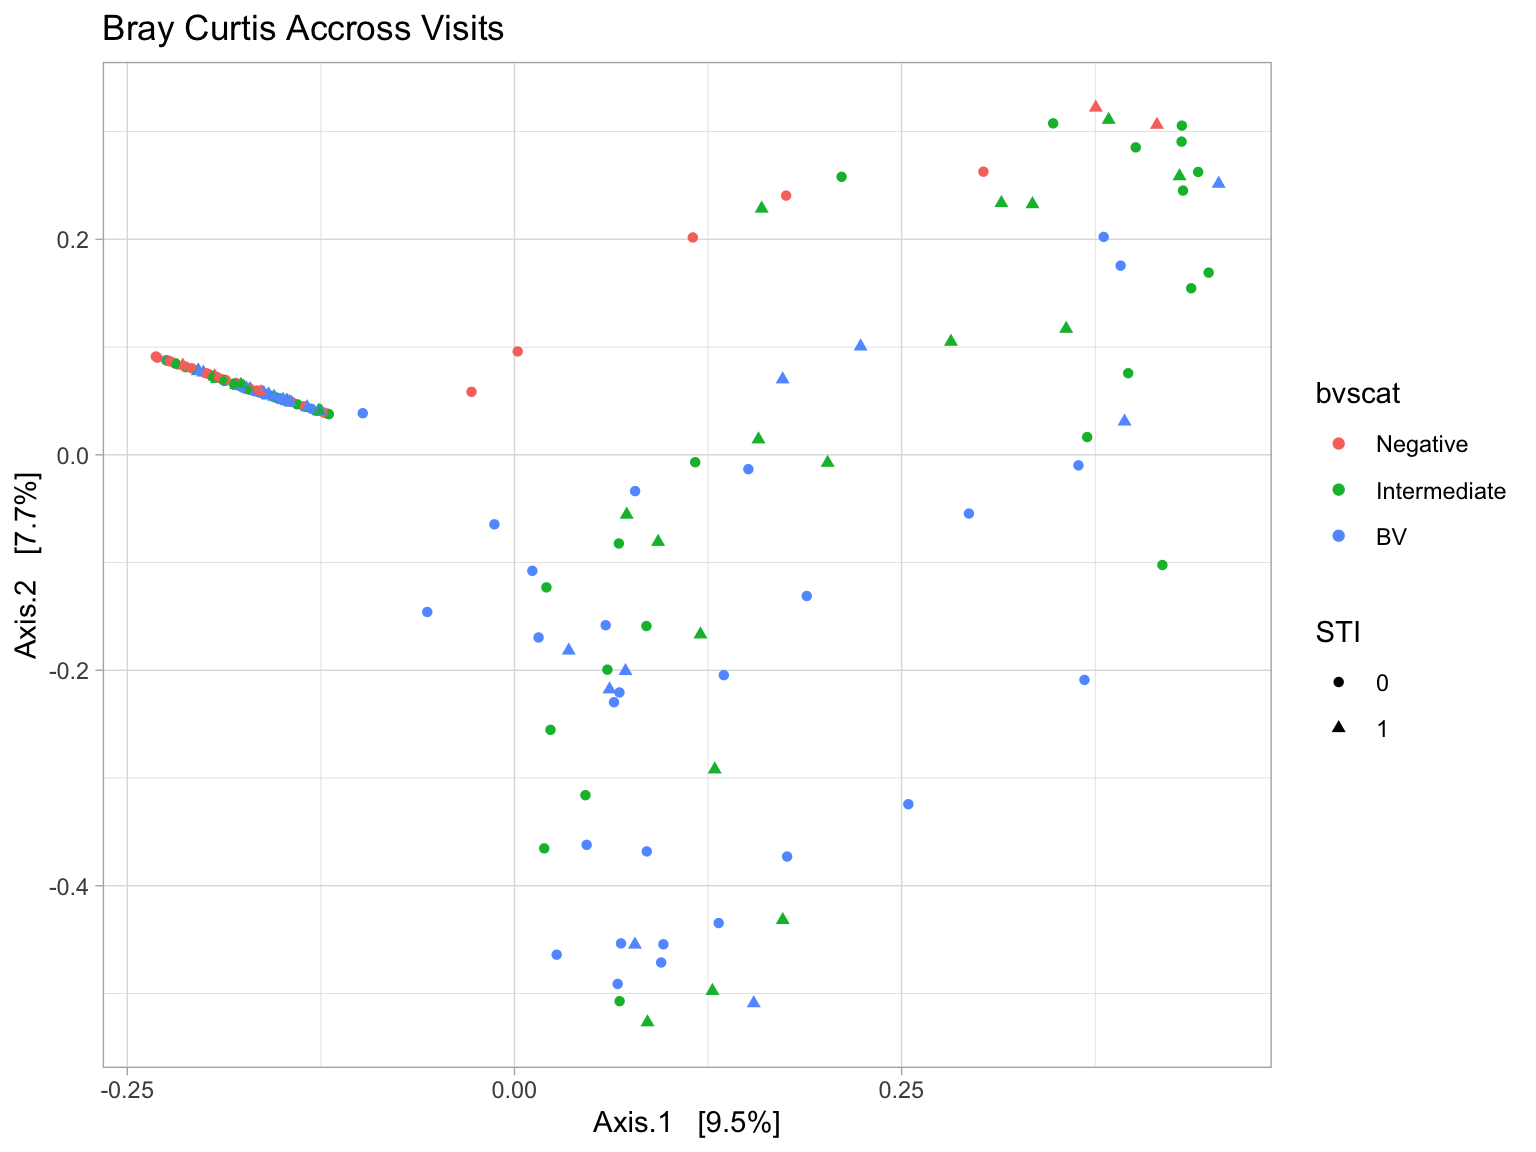 Bray Curtis Accross Visits
0.2
0.0
-0.2
-0.4
Axis.2 [7.7%]
-0.25 0.00 0.25
Axis.1 [9.5%]
bvscat
Negative
Intermediate
BV
STI
0
1